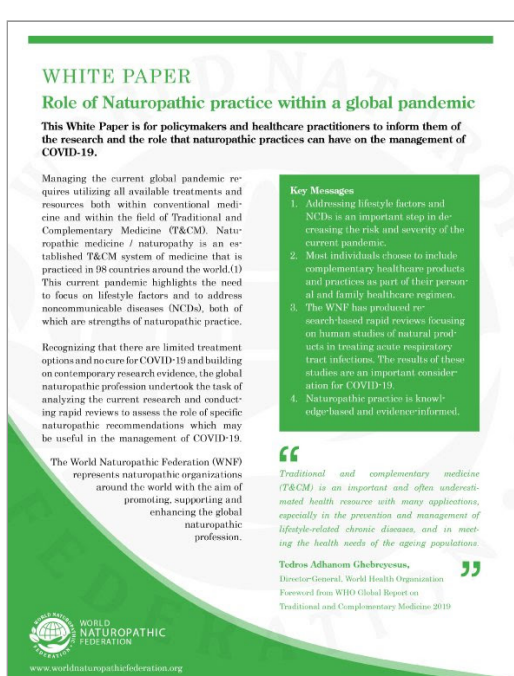 WHITE PAPER
Role of Naturopathic practice within a global pandemic
This White Paper is for policymakers and healthcare practitioners to inform them of
the research and the role that naturopathic practices can have on the management of
COVID-19.
Managing the current global pandemic re-
quires utilizing all available treatments and
resources both within conventional medi-
cine and within the field of Traditional and
Complementary Medicine (T&CM). Natu-
ropathic medicine / naturopathy is an es-
tablished T&CM system of medicine that is
practiced in 98 countries around the world.(1)
This current pandemic highlights the need
to focus on lifestyle factors and to address
noncommunicable diseases (NCDs), both of
which are strengths of naturopathic practice.
Recognizing that there are limited treatment
options and no cure for COVID-19 and building
on contemporary research evidence, the global
naturopathic profession undertook the task of
analyzing the current research and conduct-
ing rapid reviews to assess the role of specific
naturopathic recommendations which may
be useful in the management of COVID-19.
The World Naturopathic Federation (WNF)
represents naturopathic organizations
around the world with the aim of
promoting, supporting and
enhancing the global
naturopathic
profession.
Key Messages
1. Addressing lifestyle factors and
NCDs is an important step in de-
creasing the risk and severity of the
current pandemic.
2. Most individuals choose to include
complementary healthcare products
and practices as part of their person-
al and family healthcare regimen.
3. The WNF has produced re-
search-based rapid reviews focusing
on human studies of natural prod-
ucts in treating acute respiratory
tract infections. The results of these
studies are an important consider-
ation for COVID-19.
4. Naturopathic practice is knowl-
edge-based and evidence-informed.
“
Traditional and complementary medicine
(T&CM) is an important and often underesti-
mated health resource with many applications,
especially in the prevention and management of
lifestyle-related chronic diseases, and in meet-
ing the health needs of the ageing populations.
”
Tedros Adhanom Ghebreyesus,
Director-General, World Health Organization
Foreword from WHO Global Report on
Traditional and Complementary Medicine 2019
WORLD NATUROPATHIC FEDERATION
WORLD
NATUROPATHIC
FEDERATION
www.worldnaturopathicfederation.org